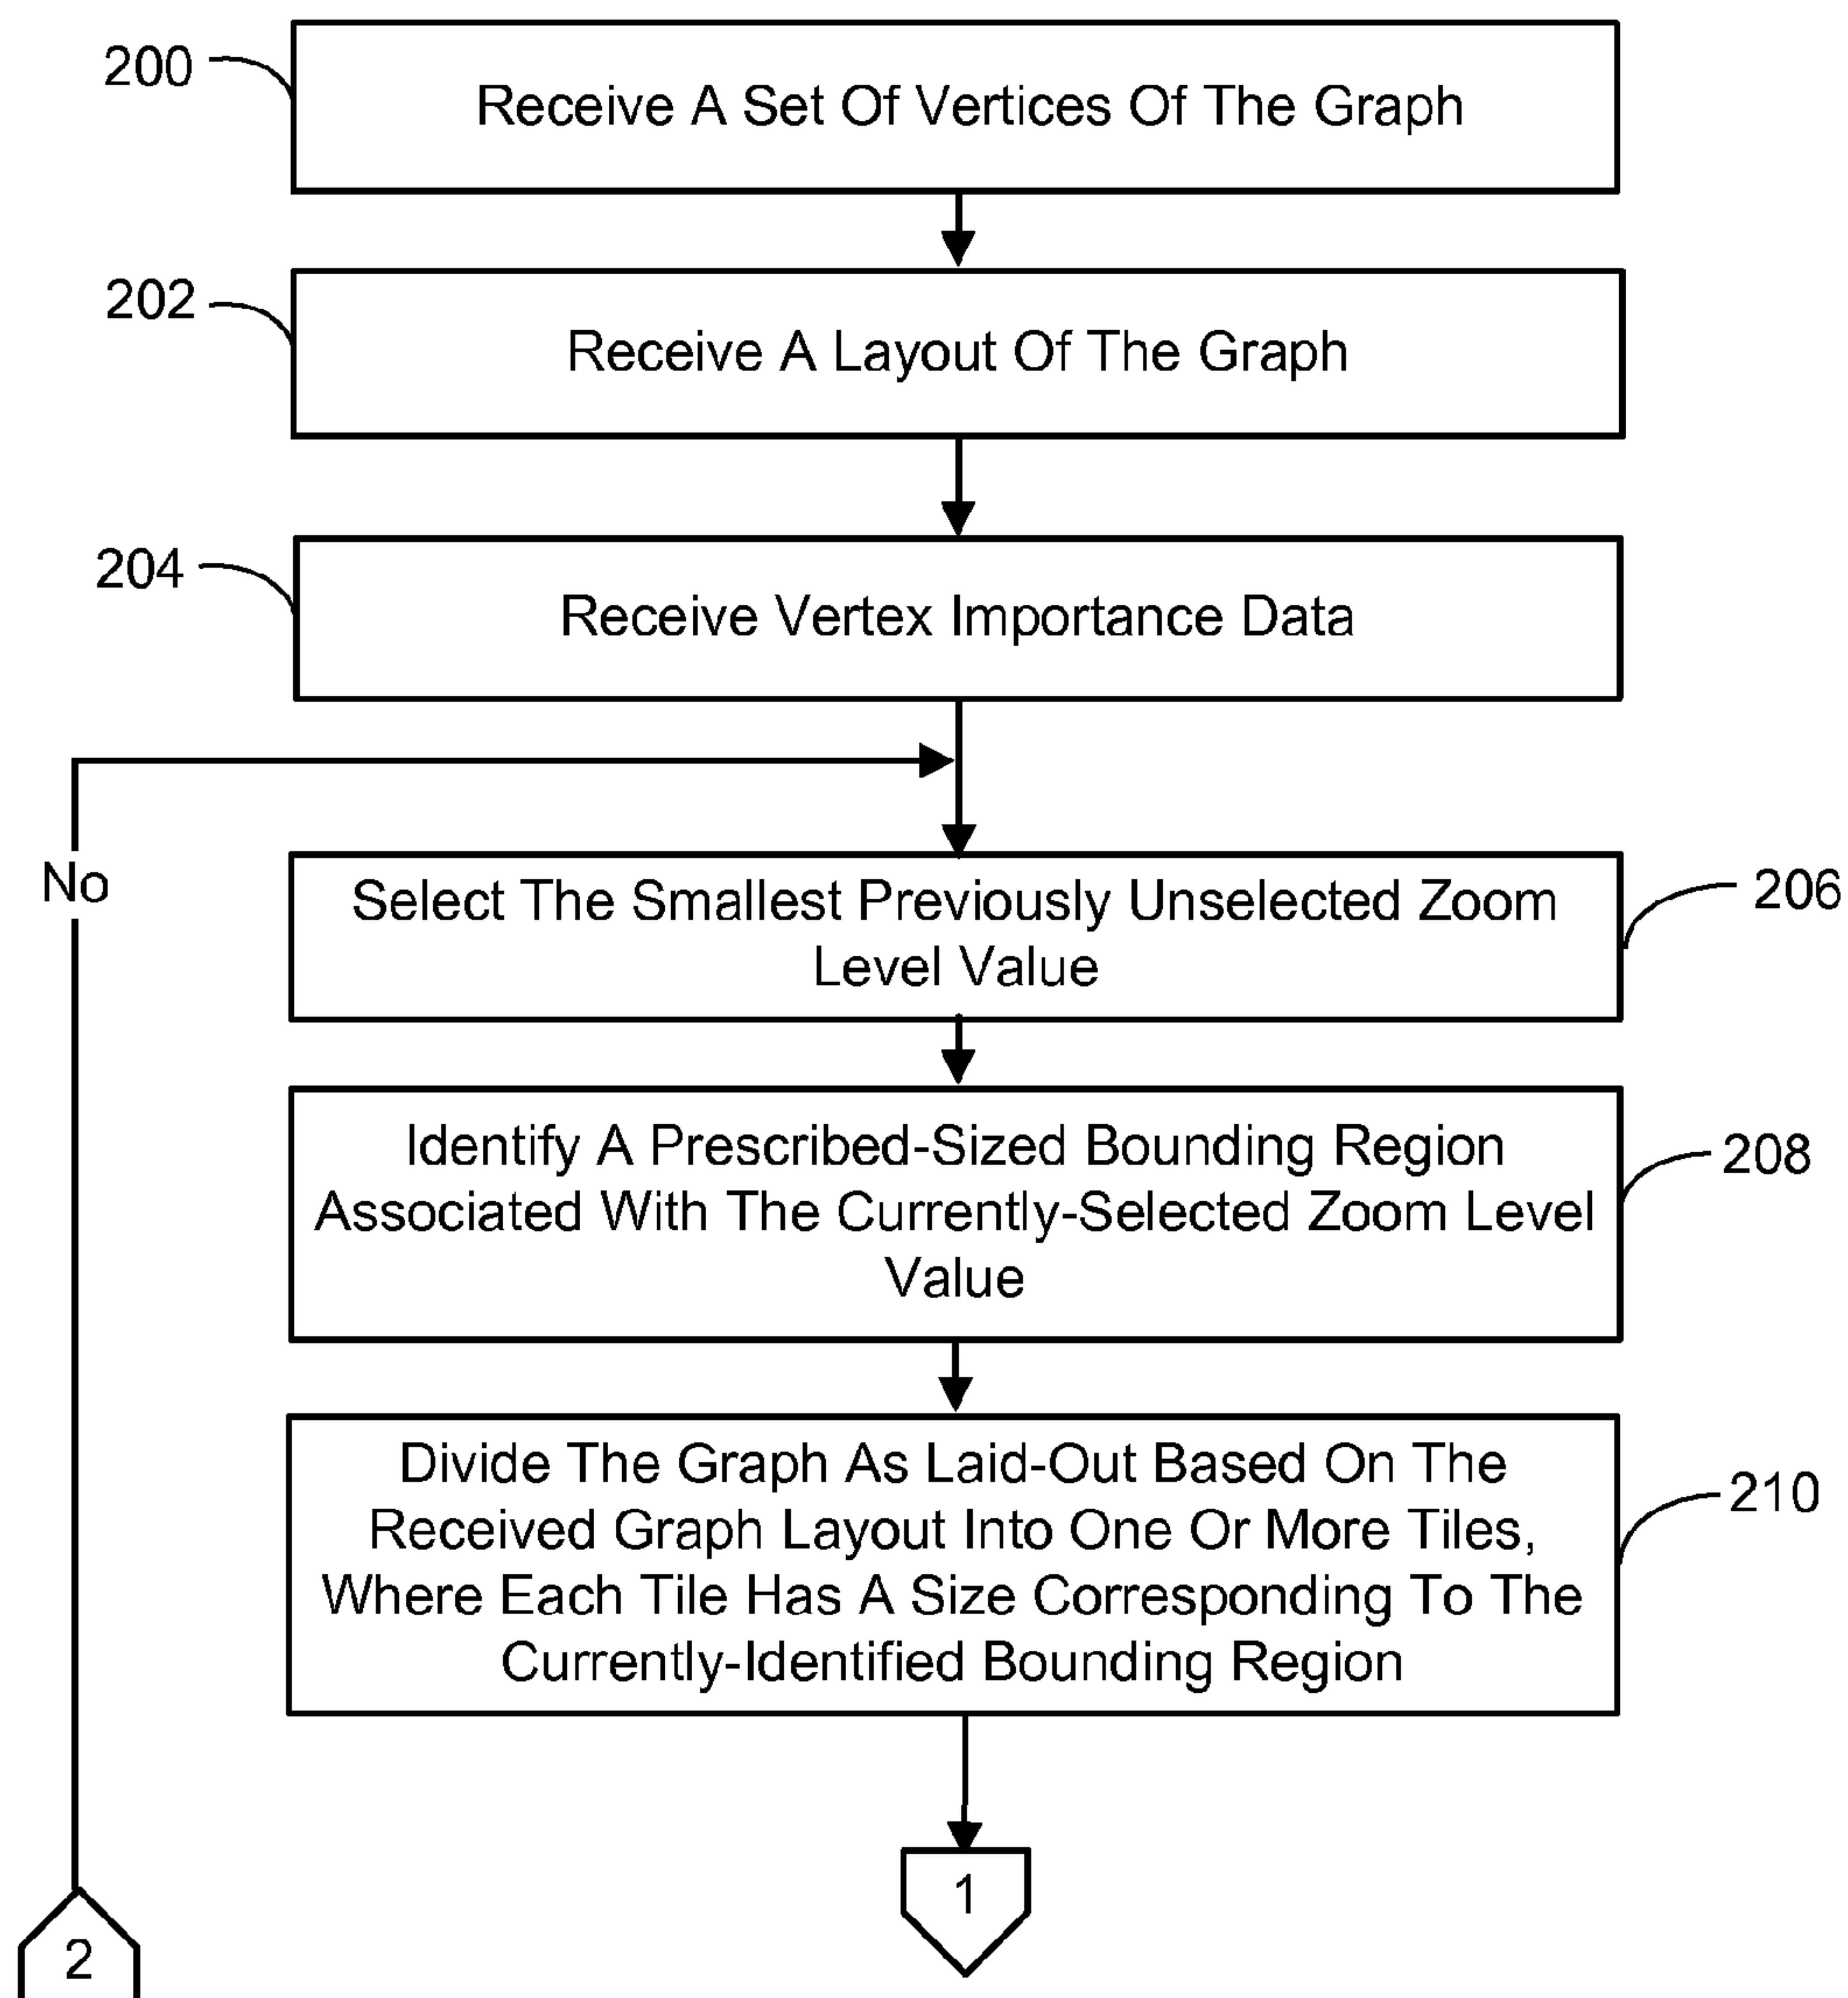 200
Receive A Set Of Vertices Of The Graph
202
Receive A Layout Of The Graph
204
Receive Vertex Importance Data
No
Select The Smallest Previously Unselected Zoom
Level Value
206
Identify A Prescribed-Sized Bounding Region
Associated With The Currently-Selected Zoom Level
Value
208
Divide The Graph As Laid-Out Based On The
Received Graph Layout Into One Or More Tiles,
Where Each Tile Has A Size Corresponding To The
Currently-Identified Bounding Region
210
1
2